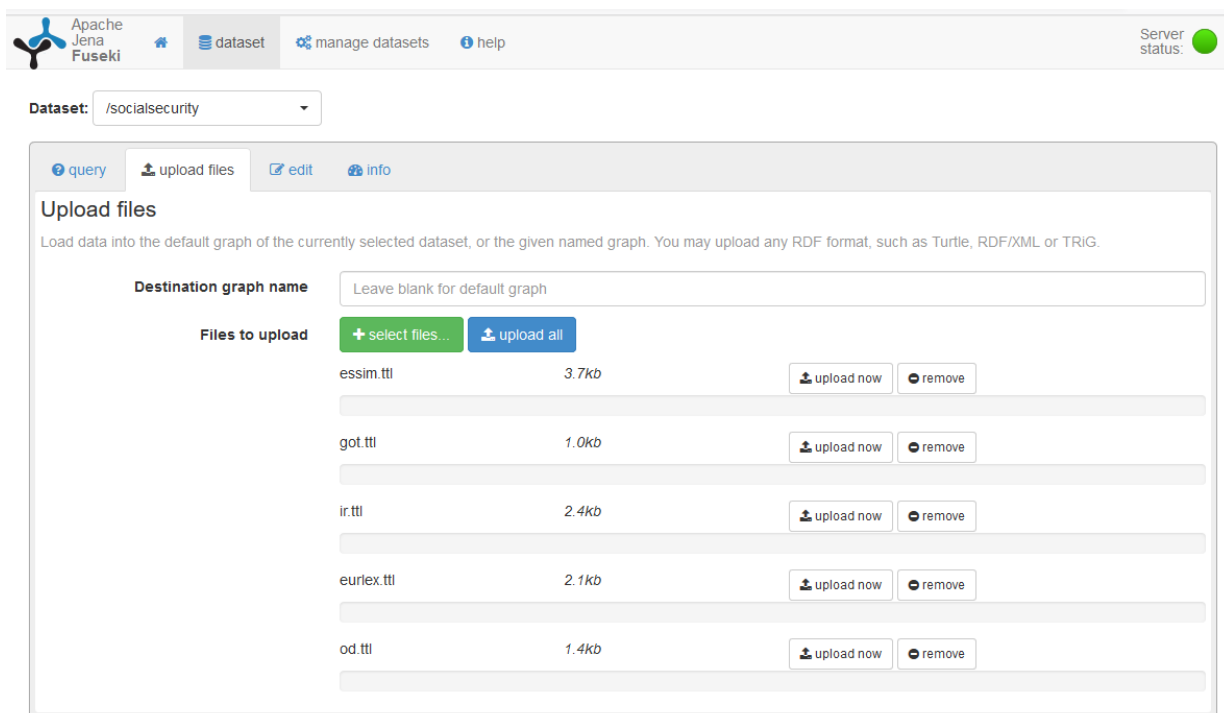 Apache
Jena
Fuseki
dataset
manage datasets
help
Server
status:
Dataset: /socialsecurity
query upload files edit info
Upload files
Load data into the default graph of the currently selected dataset, or the given named graph. You may upload any RDF format, such as Turtle, RDF/XML or TRiG.
Destination graph name Leave blank for default graph
Files to upload select files... upload all
essim.ttl 3.7kb upload now remove
got.ttl 1.0kb upload now remove
ir.ttl 2.4kb upload now remove
eurlex.ttl 2.1kb upload now remove
od.ttl 1.4kb upload now remove